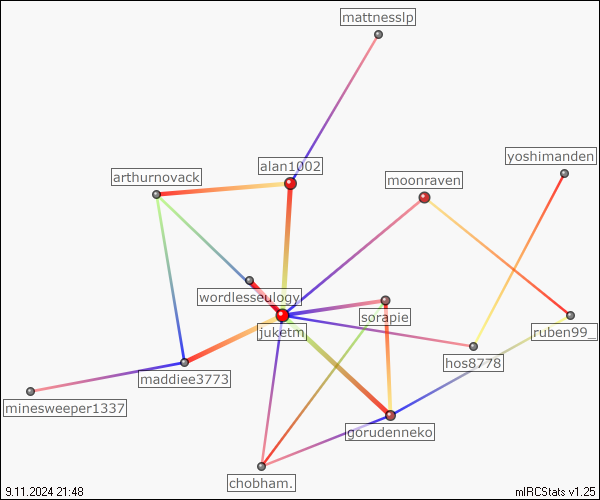 mattnesslp
yoshimanden
alan1002
arthurnovack
moonraven
wordlesseulogy
sorapie
juketm
ruben99_
hos8778
maddiee3773
minesweeper1337
gorudenneko
chobham.
9.11.2024 21:48
mIRCStats v1.25